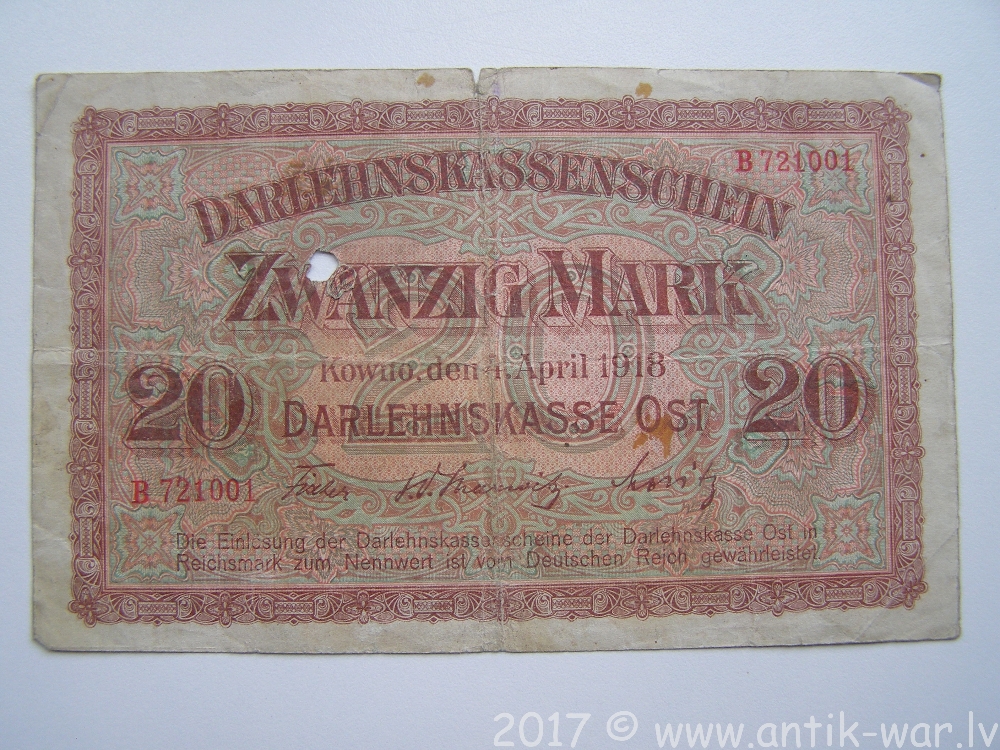 B 721001
DARLEHNSKASSENSCHEIN
ZWANZIG MARK
20
Kowno, den 4. April 1918
20 DARLEHNSKASSE OST 20
B 721001
Die Einlösung der Darlehnskassenscheine der Darlehnskasse Ost in
Reichsmark zum Nennwert ist vom Deutschen Reich gewährleistet
2017 © www.antik-war.lv